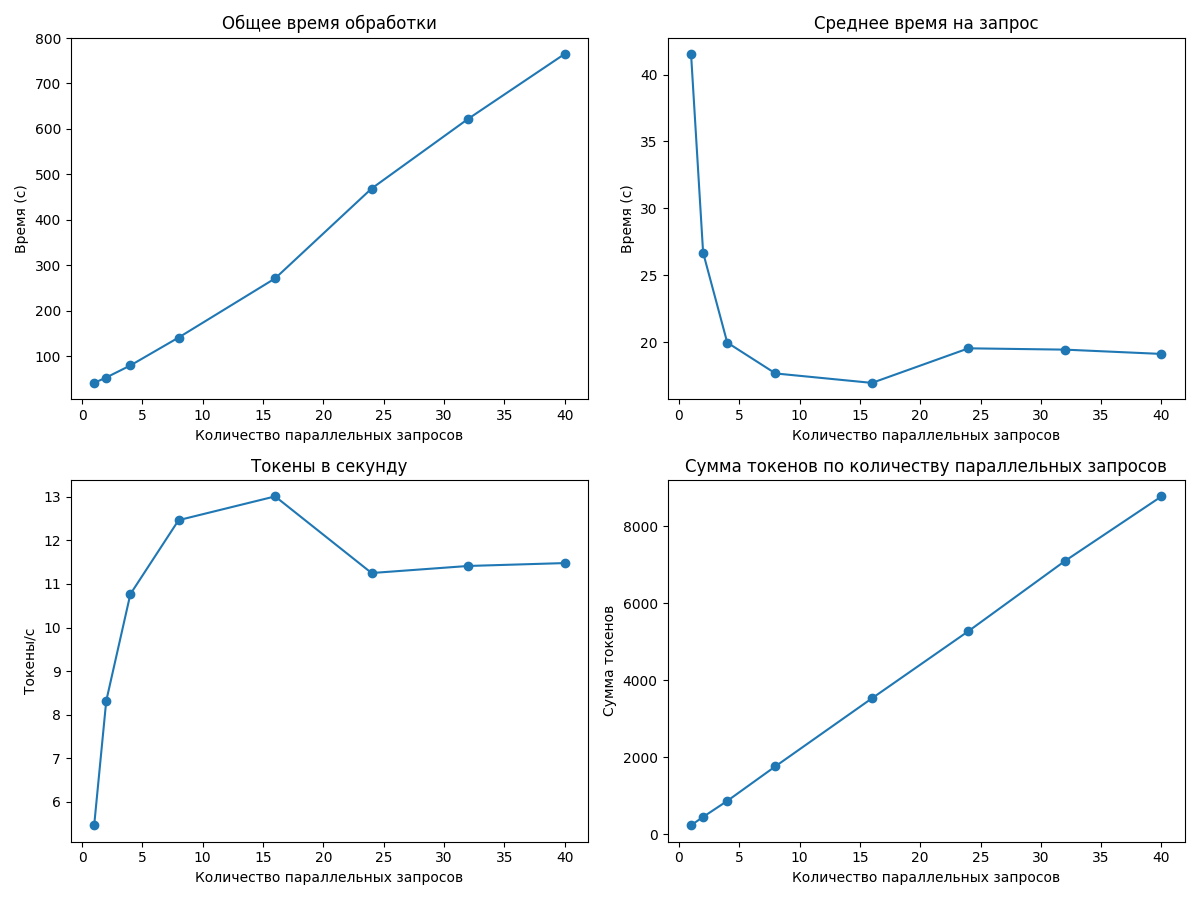 Общее время обработки
Время (с)
800
700
600
500
400
300
200
100
0 5 10 15 20 25 30 35 40
Количество параллельных запросов
Среднее время на запрос
Время (с)
40
35
30
25
20
0 5 10 15 20 25 30 35 40
Количество параллельных запросов
Токены в секунду
Токены/с
13
12
11
10
9
8
7
6
0 5 10 15 20 25 30 35 40
Количество параллельных запросов
Сумма токенов по количеству параллельных запросов
Сумма токенов
8000
6000
4000
2000
0
0 5 10 15 20 25 30 35 40
Количество параллельных запросов